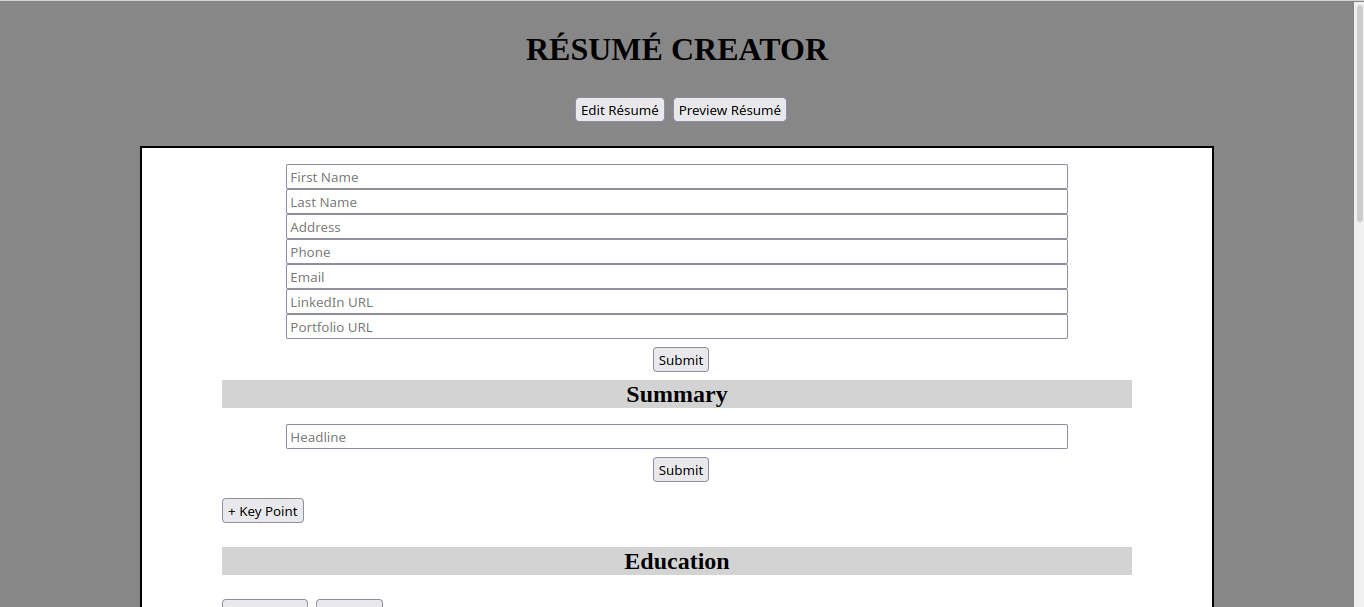 RÉSUMÉ CREATOR
Edit Résumé Preview Résumé
First Name
Last Name
Address
Phone
Email
LinkedIn URL
Portfolio URL
Submit
Summary
Headline
Submit
+ Key Point
Education